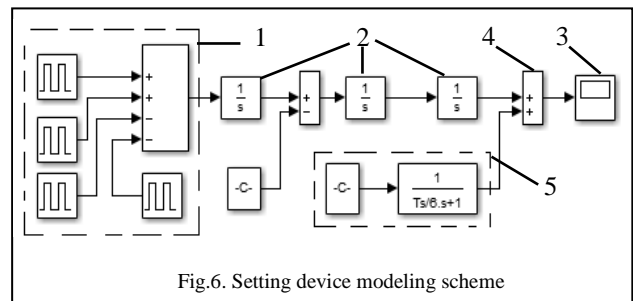 1
2
4
3
+
+
−
−
1
s
+
−
1
s
1
s
+
+
-C-
-C-
1
Ts/6.s+1
5
Fig.6. Setting device modeling scheme